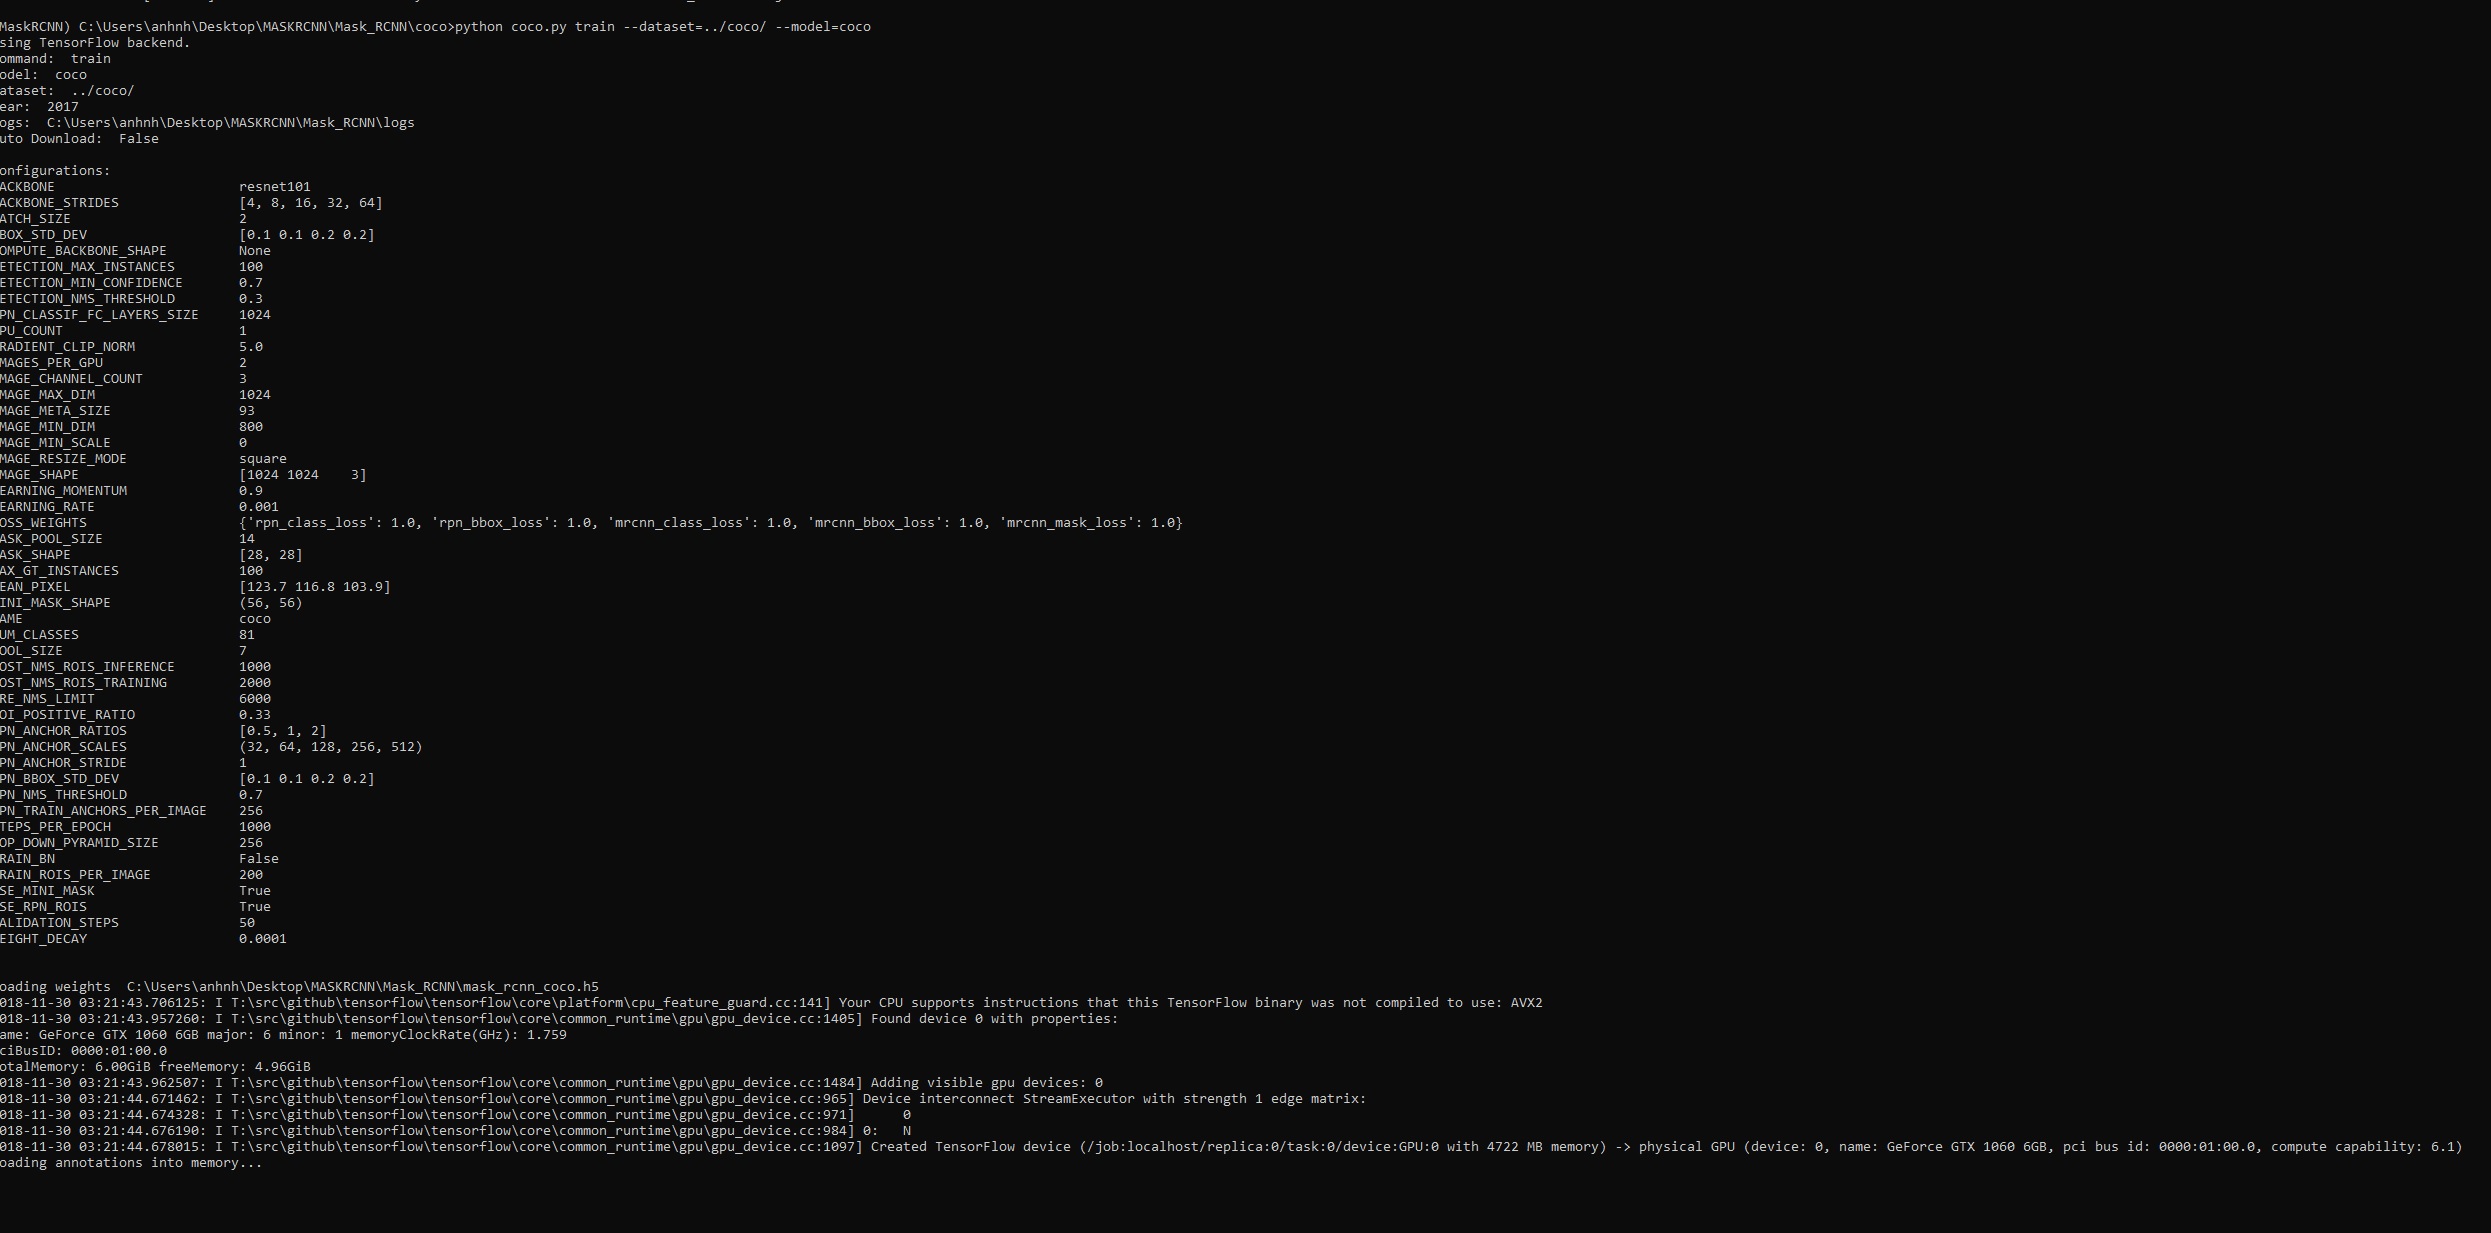 MaskRCNN) C:\Users\anhnh\Desktop\MASKRCNN\Mask_RCNN\coco>python coco.py train --dataset=../coco/ --model=coco
sing TensorFlow backend.
ommand:  train
odel:  coco
ataset:  ../coco/
ear:  2017
ogs:  C:\Users\anhnh\Desktop\MASKRCNN\Mask_RCNN\logs
uto Download:  False
onfigurations:
ACKBONE                       resnet101
ACKBONE_STRIDES               [4, 8, 16, 32, 64]
ATCH_SIZE                     2
BOX_STD_DEV                   [0.1 0.1 0.2 0.2]
OMPUTE_BACKBONE_SHAPE         None
ETECTION_MAX_INSTANCES        100
ETECTION_MIN_CONFIDENCE       0.7
ETECTION_NMS_THRESHOLD        0.3
PN_CLASSIF_FC_LAYERS_SIZE     1024
PU_COUNT                      1
RADIENT_CLIP_NORM             5.0
MAGES_PER_GPU                 2
MAGE_CHANNEL_COUNT            3
MAGE_MAX_DIM                  1024
MAGE_META_SIZE                93
MAGE_MIN_DIM                  800
MAGE_MIN_SCALE                0
MAGE_RESIZE_MODE              square
MAGE_SHAPE                    [1024 1024    3]
EARNING_MOMENTUM              0.9
EARNING_RATE                  0.001
OSS_WEIGHTS                   {'rpn_class_loss': 1.0, 'rpn_bbox_loss': 1.0, 'mrcnn_class_loss': 1.0, 'mrcnn_bbox_loss': 1.0, 'mrcnn_mask_loss': 1.0}
ASK_POOL_SIZE                 14
ASK_SHAPE                     [28, 28]
AX_GT_INSTANCES               100
EAN_PIXEL                     [123.7 116.8 103.9]
INI_MASK_SHAPE                (56, 56)
AME                           coco
UM_CLASSES                    81
OOL_SIZE                      7
OST_NMS_ROIS_INFERENCE        1000
OST_NMS_ROIS_TRAINING         2000
RE_NMS_LIMIT                  6000
OI_POSITIVE_RATIO             0.33
PN_ANCHOR_RATIOS              [0.5, 1, 2]
PN_ANCHOR_SCALES              (32, 64, 128, 256, 512)
PN_ANCHOR_STRIDE              1
PN_BBOX_STD_DEV               [0.1 0.1 0.2 0.2]
PN_NMS_THRESHOLD              0.7
PN_TRAIN_ANCHORS_PER_IMAGE    256
TEPS_PER_EPOCH                1000
OP_DOWN_PYRAMID_SIZE          256
RAIN_BN                       False
RAIN_ROIS_PER_IMAGE           200
SE_MINI_MASK                  True
SE_RPN_ROIS                   True
ALIDATION_STEPS               50
EIGHT_DECAY                   0.0001
oading weights  C:\Users\anhnh\Desktop\MASKRCNN\Mask_RCNN\mask_rcnn_coco.h5
018-11-30 03:21:43.706125: I T:\src\github\tensorflow\tensorflow\core\platform\cpu_feature_guard.cc:141] Your CPU supports instructions that this TensorFlow binary was not compiled to use: AVX2
018-11-30 03:21:43.957260: I T:\src\github\tensorflow\tensorflow\core\common_runtime\gpu\gpu_device.cc:1405] Found device 0 with properties:
ame: GeForce GTX 1060 6GB major: 6 minor: 1 memoryClockRate(GHz): 1.759
ciBusID: 0000:01:00.0
otalMemory: 6.00GiB freeMemory: 4.96GiB
018-11-30 03:21:43.962507: I T:\src\github\tensorflow\tensorflow\core\common_runtime\gpu\gpu_device.cc:1484] Adding visible gpu devices: 0
018-11-30 03:21:44.671462: I T:\src\github\tensorflow\tensorflow\core\common_runtime\gpu\gpu_device.cc:965] Device interconnect StreamExecutor with strength 1 edge matrix:
018-11-30 03:21:44.674328: I T:\src\github\tensorflow\tensorflow\core\common_runtime\gpu\gpu_device.cc:971]      0
018-11-30 03:21:44.676190: I T:\src\github\tensorflow\tensorflow\core\common_runtime\gpu\gpu_device.cc:984] 0:   N
018-11-30 03:21:44.678015: I T:\src\github\tensorflow\tensorflow\core\common_runtime\gpu\gpu_device.cc:1097] Created TensorFlow device (/job:localhost/replica:0/task:0/device:GPU:0 with 4722 MB memory) -> physical GPU (device: 0, name: GeForce GTX 1060 6GB, pci bus id: 0000:01:00.0, compute capability: 6.1)
oading annotations into memory...